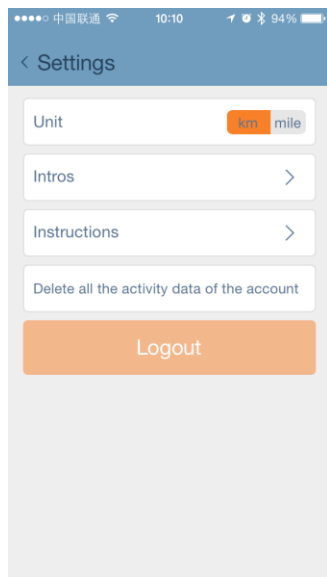 中国联通 10:10 94%
Settings
Unit km mile
Intros
Instructions
Delete all the activity data of the account
Logout